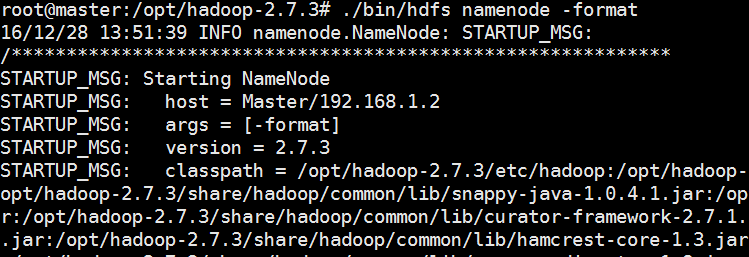 root@master:/opt/hadoop-2.7.3# ./bin/hdfs namenode -format
16/12/28 13:51:39 INFO namenode.NameNode: STARTUP_MSG:
/************************************************************
STARTUP_MSG: Starting NameNode
STARTUP_MSG:   host = Master/192.168.1.2
STARTUP_MSG:   args = [-format]
STARTUP_MSG:   version = 2.7.3
STARTUP_MSG:   classpath = /opt/hadoop-2.7.3/etc/hadoop:/opt/hadoop-
opt/hadoop-2.7.3/share/hadoop/common/lib/snappy-java-1.0.4.1.jar:/op
r:/opt/hadoop-2.7.3/share/hadoop/common/lib/curator-framework-2.7.1.
.jar:/opt/hadoop-2.7.3/share/hadoop/common/lib/hamcrest-core-1.3.jar